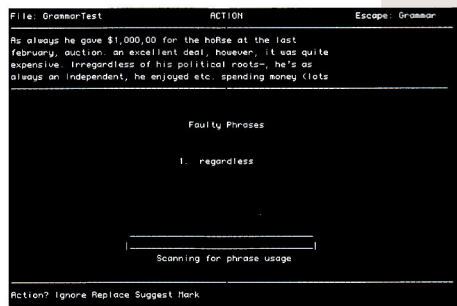 File: GrammarTest ACTION Escape: Grammar
As always he gave $1,000,00 for the hoAse at the last
february, auction. an excellent deal, however, it was quite
expensive. Irregardless of his political roots-, he's as
always an Independent, he enjoyed etc. spending money (lots
Faulty Phrases
1. regardless
Scanning for phrase usage
Action? Ignore Replace Suggest Mark